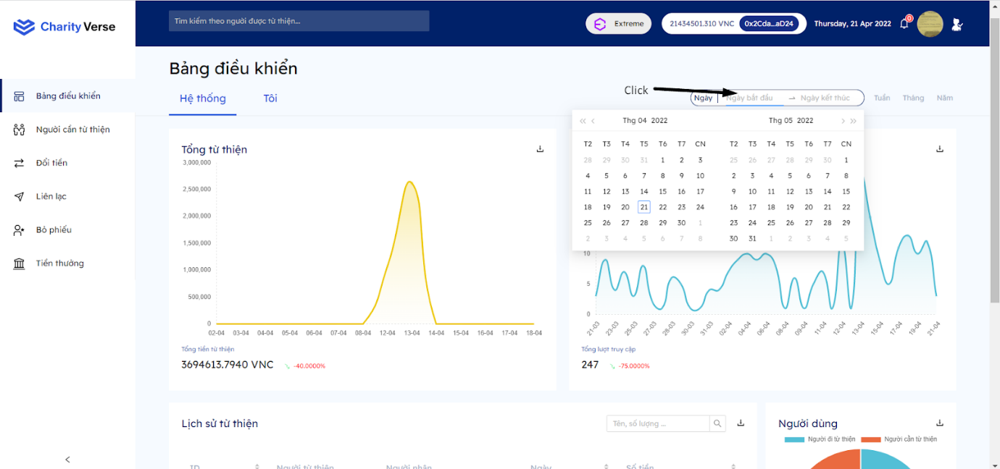 Charity Verse
Tìm kiếm theo người được từ thiện...
Extreme
21434501.310 VNC
0x2Cda...aD24
Thursday, 21 Apr 2022
0
Bảng điều khiển
Người cần từ thiện
Đổi tiền
Liên lạc
Bỏ phiếu
Tiền thưởng
Bảng điều khiển
Hệ thống
Tôi
Click
Ngày
Ngày bắt đầu
Ngày kết thúc
Tuần
Tháng
Năm
Thg 04 2022
T2 T3 T4 T5 T6 T7 CN
28 29 30 31 1 2 3
4 5 6 7 8 9 10
11 12 13 14 15 16 17
18 19 20 21 22 23 24
25 26 27 28 29 30 1
2 3 4 5 6 7 8
Thg 05 2022
T2 T3 T4 T5 T6 T7 CN
25 26 27 28 29 30 1
2 3 4 5 6 7 8
9 10 11 12 13 14 15
16 17 18 19 20 21 22
23 24 25 26 27 28 29
30 31 1 2 3 4 5
Tổng từ thiện
3,000,000
2,500,000
2,000,000
1,500,000
1,000,000
500,000
0
02-04 03-04 04-04 05-04 06-04 07-04 08-04 12-04 13-04 14-04 15-04 16-04 17-04 18-04
Tổng tiền từ thiện
3694613.7940 VNC
-40.0000%
10
5
0
21-03 23-03 25-03 27-03 28-03 30-03 31-03 02-04 04-04 06-04 08-04 09-04 11-04 12-04 13-04 15-04 17-04 19-04 21-04
Tổng lượt truy cập
247
-75.0000%
Lịch sử từ thiện
Tên, số lượng ...
ID
Người từ thiện
Người nhận
Ngày
Số tiền
Người dùng
Người đi từ thiện
Người cần từ thiện